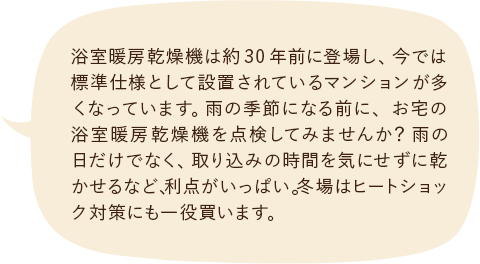 浴室暖房乾燥機は約30年前に登場し、今では
標準仕様として設置されているマンションが多
くなっています。雨の季節になる前に、お宅の
浴室暖房乾燥機を点検してみませんか？雨の
日だけでなく、取り込みの時間を気にせずに乾
かせるなど、利点がいっぱい。冬場はヒートショッ
ク対策にも一役買います。